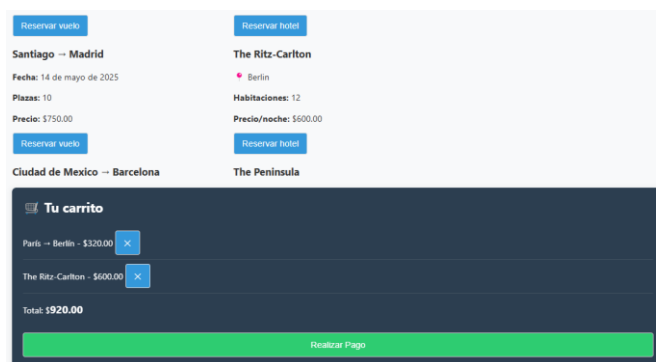 Reservar vuelo
Santiago → Madrid
Fecha: 14 de mayo de 2025
Plazas: 10
Precio: $750.00
Reservar vuelo
Ciudad de Mexico → Barcelona
Reservar hotel
The Ritz-Carlton
Berlin
Habitaciones: 12
Precio/noche: $600.00
Reservar hotel
The Peninsula
Tu carrito
París → Berlín - $320.00 ×
The Ritz-Carlton - $600.00 ×
Total: $920.00
Realizar Pago